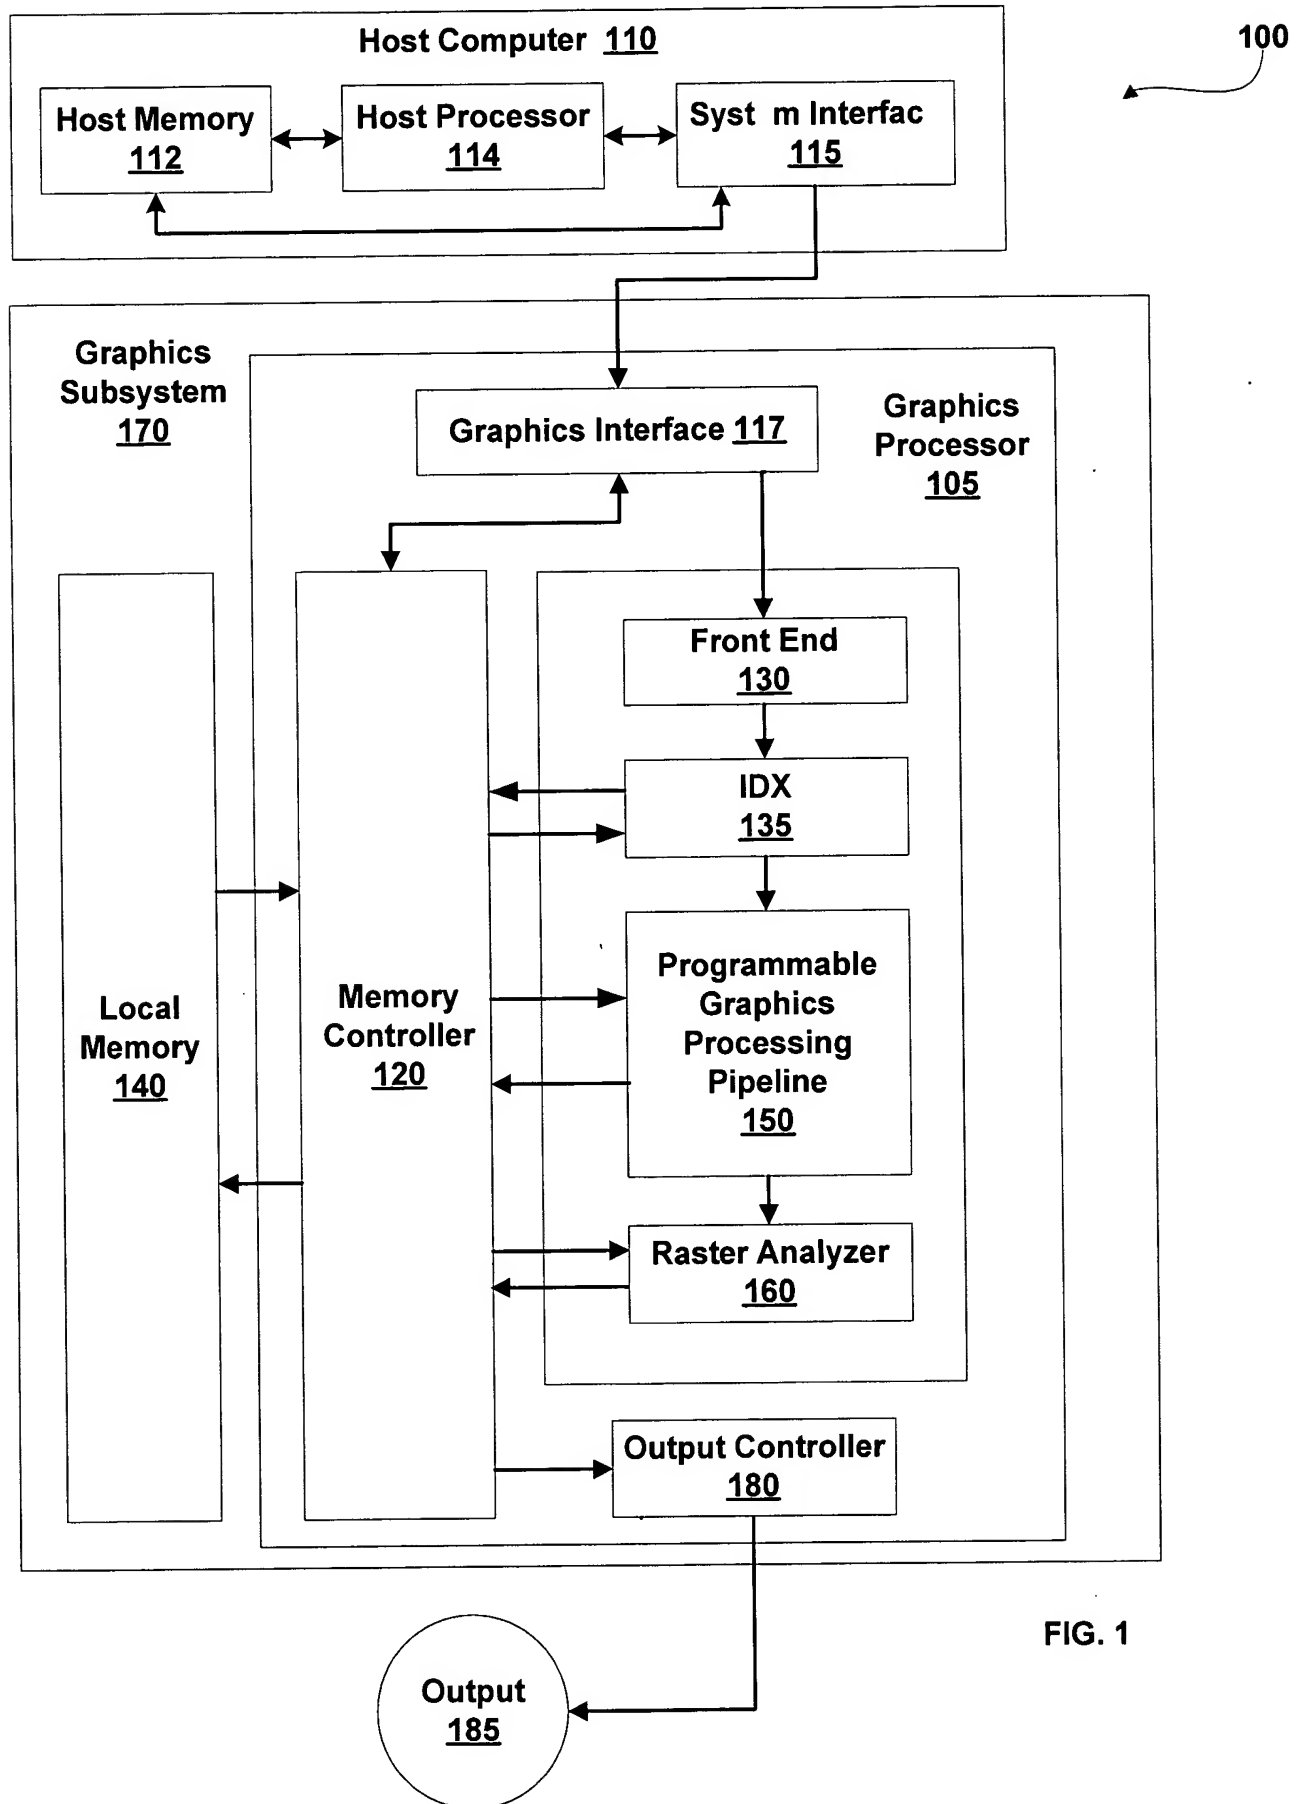 100
Host Computer 110
Host Memory
112
Host Processor
114
Syst m Interfac
115
Graphics
Subsystem
170
Graphics Interface 117
Graphics
Processor
105
Front End
130
IDX
135
Local
Memory
140
Memory
Controller
120
Programmable
Graphics
Processing
Pipeline
150
Raster Analyzer
160
Output Controller
180
FIG. 1
Output
185